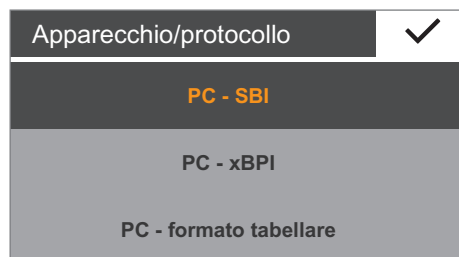 Apparecchio/protocollo
PC - SBI
PC - xBPI
PC - formato tabellare